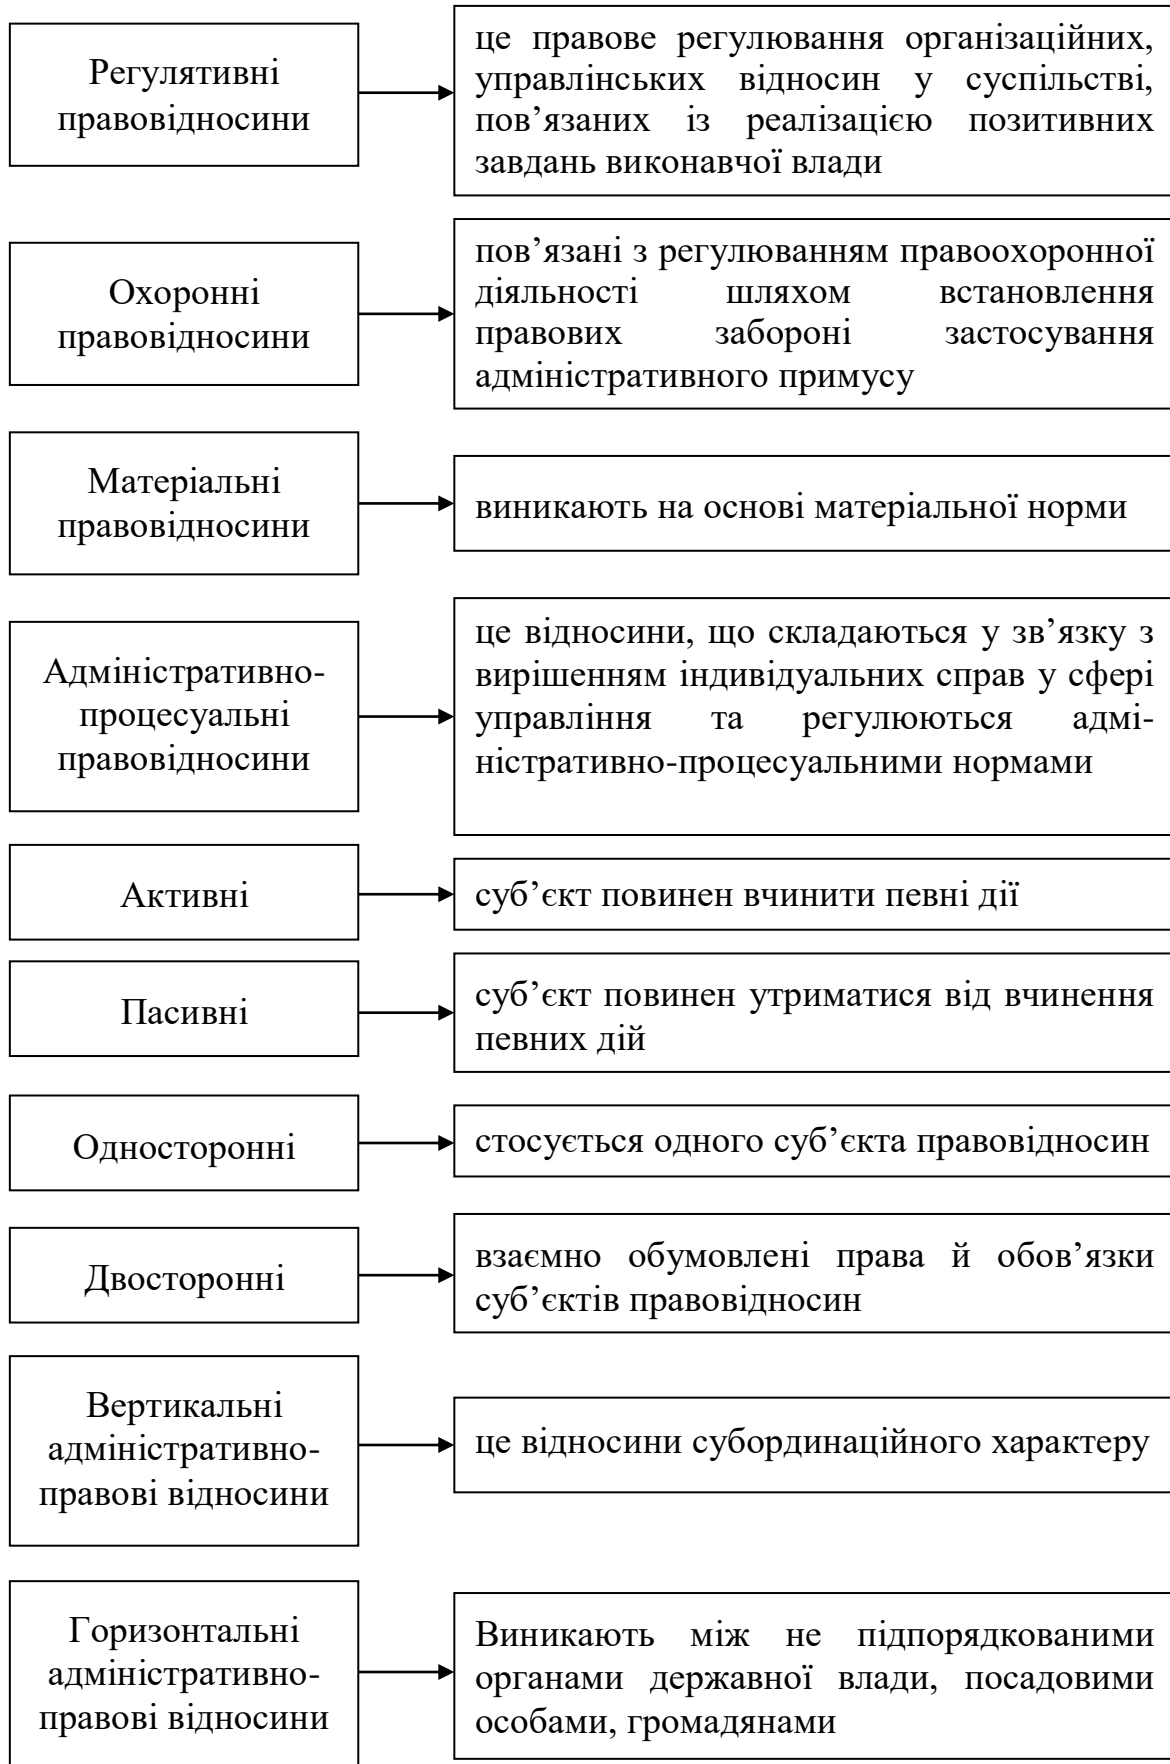 Регулятивні
правовідносини
це правове регулювання організаційних,
управлінських відносин у суспільстві,
пов’язаних із реалізацією позитивних
завдань виконавчої влади
Охоронні
правовідносини
пов’язані з регулюванням правоохоронної
діяльності шляхом встановлення
правових забороні застосування
адміністративного примусу
Матеріальні
правовідносини
виникають на основі матеріальної норми
Адміністративно-
процесуальні
правовідносини
це відносини, що складаються у зв’язку з
вирішенням індивідуальних справ у сфері
управління та регулюються адмі-
ністративно-процесуальними нормами
Активні
суб’єкт повинен вчинити певні дії
Пасивні
суб’єкт повинен утриматися від вчинення
певних дій
Односторонні
стосується одного суб’єкта правовідносин
Двосторонні
взаємно обумовлені права й обов’язки
суб’єктів правовідносин
Вертикальні
адміністративно-
правові відносини
це відносини субординаційного характеру
Горизонтальні
адміністративно-
правові відносини
Виникають між не підпорядкованими
органами державної влади, посадовими
особами, громадянами